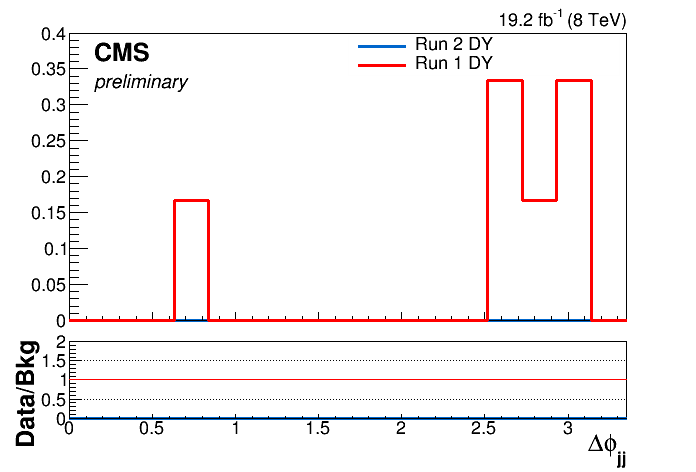 19.2 fb⁻¹ (8 TeV)
CMS
preliminary
Run 2 DY
Run 1 DY
0.4
0.35
0.3
0.25
0.2
0.15
0.1
0.05
0
Data/Bkg
2
1.5
1
0.5
0
0 0.5 1 1.5 2 2.5 3
Δϕjj